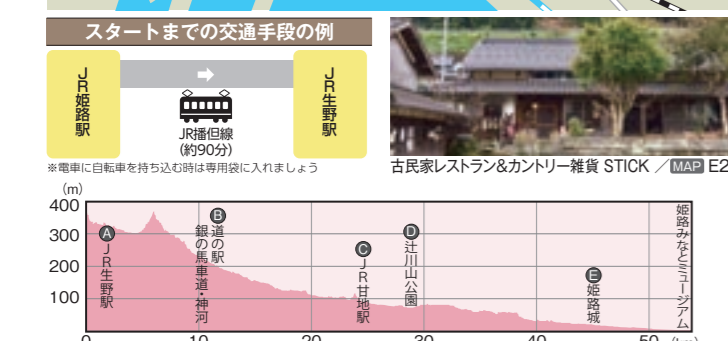 スタートまでの交通手段の例
JR姫路駅
JR播但線
(約90分)
JR生野駅
※電車に自転車を持ち込む時は専用袋に入れましょう
古民家レストラン&カントリー雑貨 STICK /MAP E2
(m)
400
300
200
100
A
JR生野駅
B
道の駅
銀の馬車道・神河
C
JR甘地駅
D
辻川山公園
E
姫路城
姫路みなとミュージアム
0 10 20 30 40 50 (km)